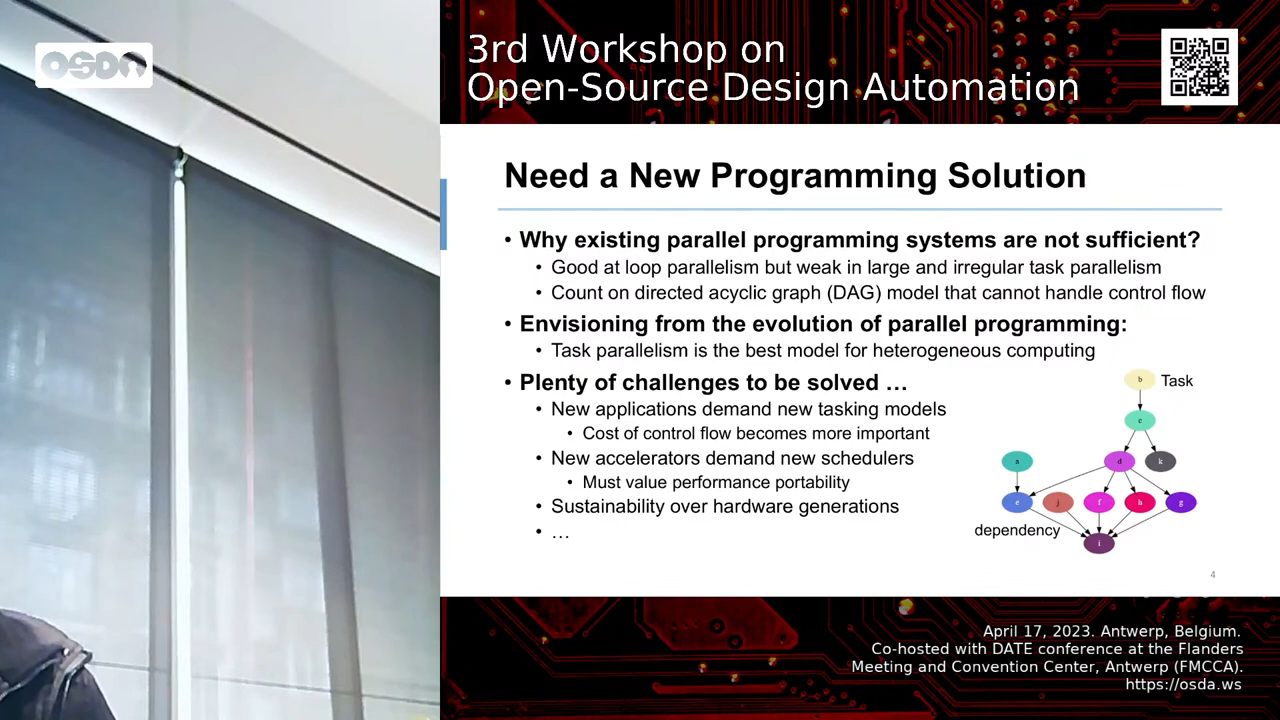 OSDA
3rd Workshop on
Open-Source Design Automation
Need a New Programming Solution
• Why existing parallel programming systems are not sufficient?
• Good at loop parallelism but weak in large and irregular task parallelism
• Count on directed acyclic graph (DAG) model that cannot handle control flow
• Envisioning from the evolution of parallel programming:
• Task parallelism is the best model for heterogeneous computing
• Plenty of challenges to be solved …
• New applications demand new tasking models
• Cost of control flow becomes more important
• New accelerators demand new schedulers
• Must value performance portability
• Sustainability over hardware generations
• …
b Task
c
a d k
e j f h g
dependency
i
4
April 17, 2023. Antwerp, Belgium.
Co-hosted with DATE conference at the Flanders
Meeting and Convention Center, Antwerp (FMCCA).
https://osda.ws